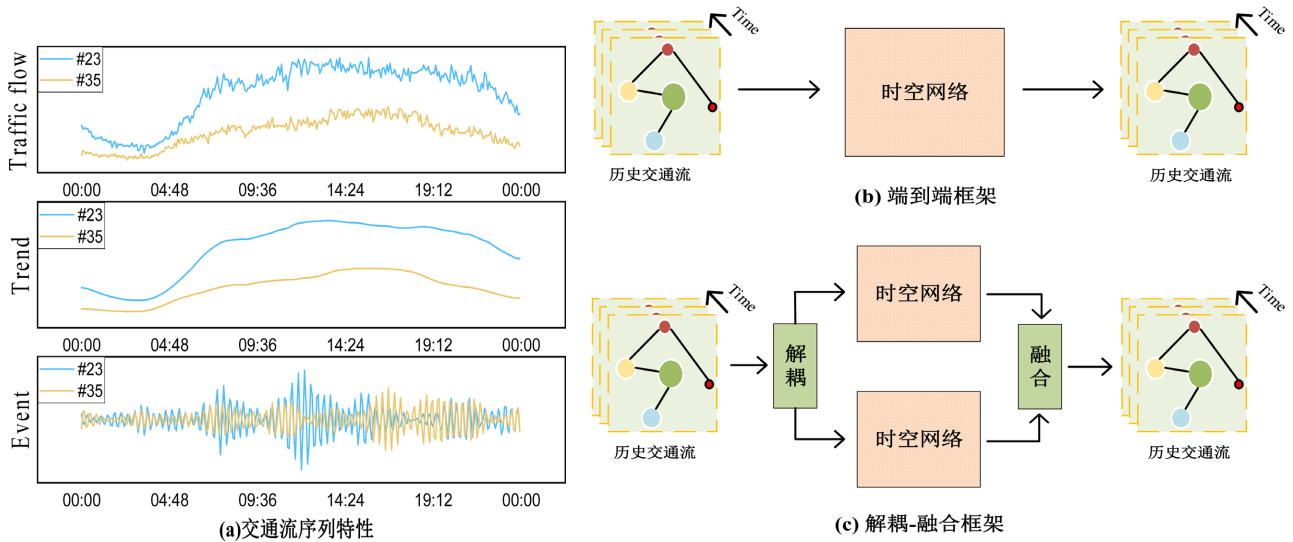 Traffic flow
#23
#35
00:00 04:48 09:36 14:24 19:12 00:00
Trend
#23
#35
00:00 04:48 09:36 14:24 19:12 00:00
Event
#23
#35
00:00 04:48 09:36 14:24 19:12 00:00
(a)交通流序列特性
Time
历史交通流
时空网络
Time
历史交通流
(b) 端到端框架
Time
历史交通流
解耦
时空网络
时空网络
融合
Time
历史交通流
(c) 解耦-融合框架